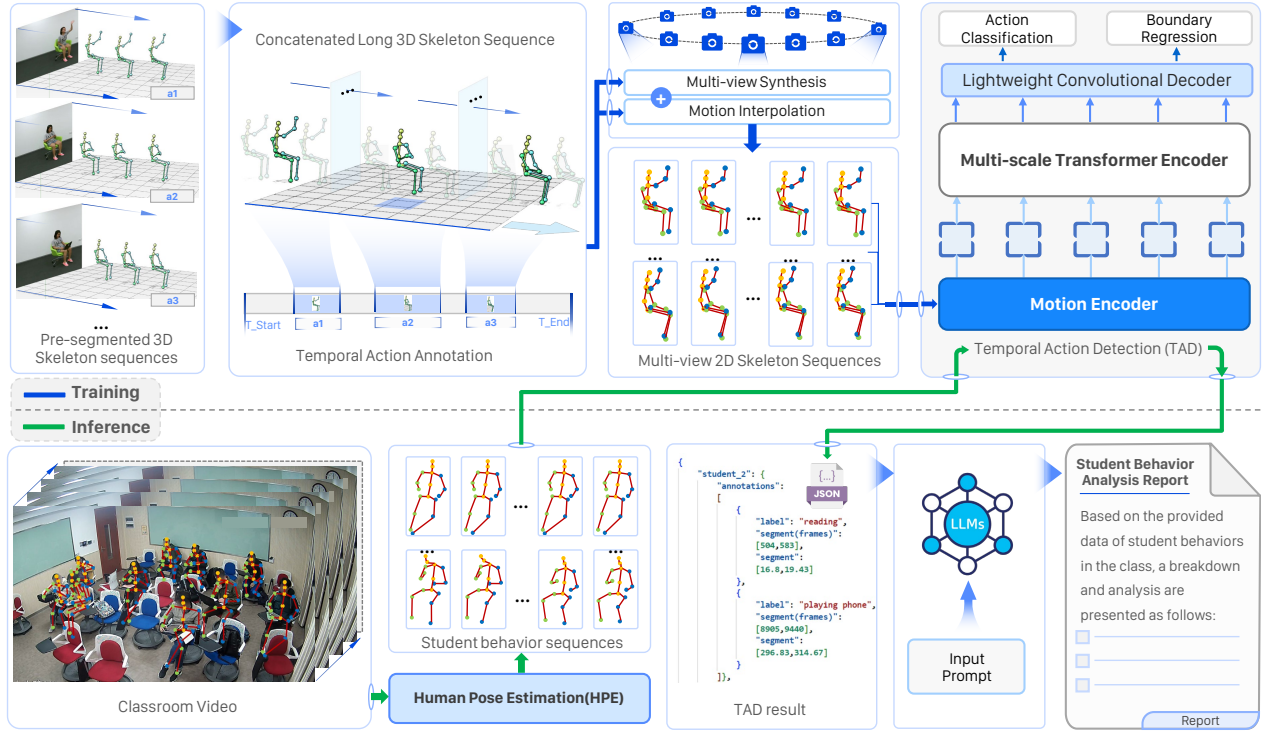 a1
a2
a3
...
Pre-segmented 3D
Skeleton sequences
Concatenated Long 3D Skeleton Sequence
...
...
T_Start
a1
a2
a3
T_End
Temporal Action Annotation
Multi-view Synthesis
+
Motion Interpolation
...
... ...
...
Multi-view 2D Skeleton Sequences
Action
Classification
Boundary
Regression
Lightweight Convolutional Decoder
Multi-scale Transformer Encoder
Motion Encoder
Temporal Action Detection (TAD)
Training
Inference
Classroom Video
...
... ...
...
Student behavior sequences
Human Pose Estimation(HPE)
{
"student_2": {
"annotations":
[
{
"label": "reading",
"segment(frames)":
[504,583],
"segment":
[16.8,19.43]
},
{
"label": "playing phone",
"segment(frames)":
[8905,9440],
"segment":
[296.83,314.67]
}
]},
{...}
JSON
TAD result
LLMs
Input
Prompt
Student Behavior
Analysis Report
Based on the provided
data of student behaviors
in the class, a breakdown
and analysis are
presented as follows:
Report